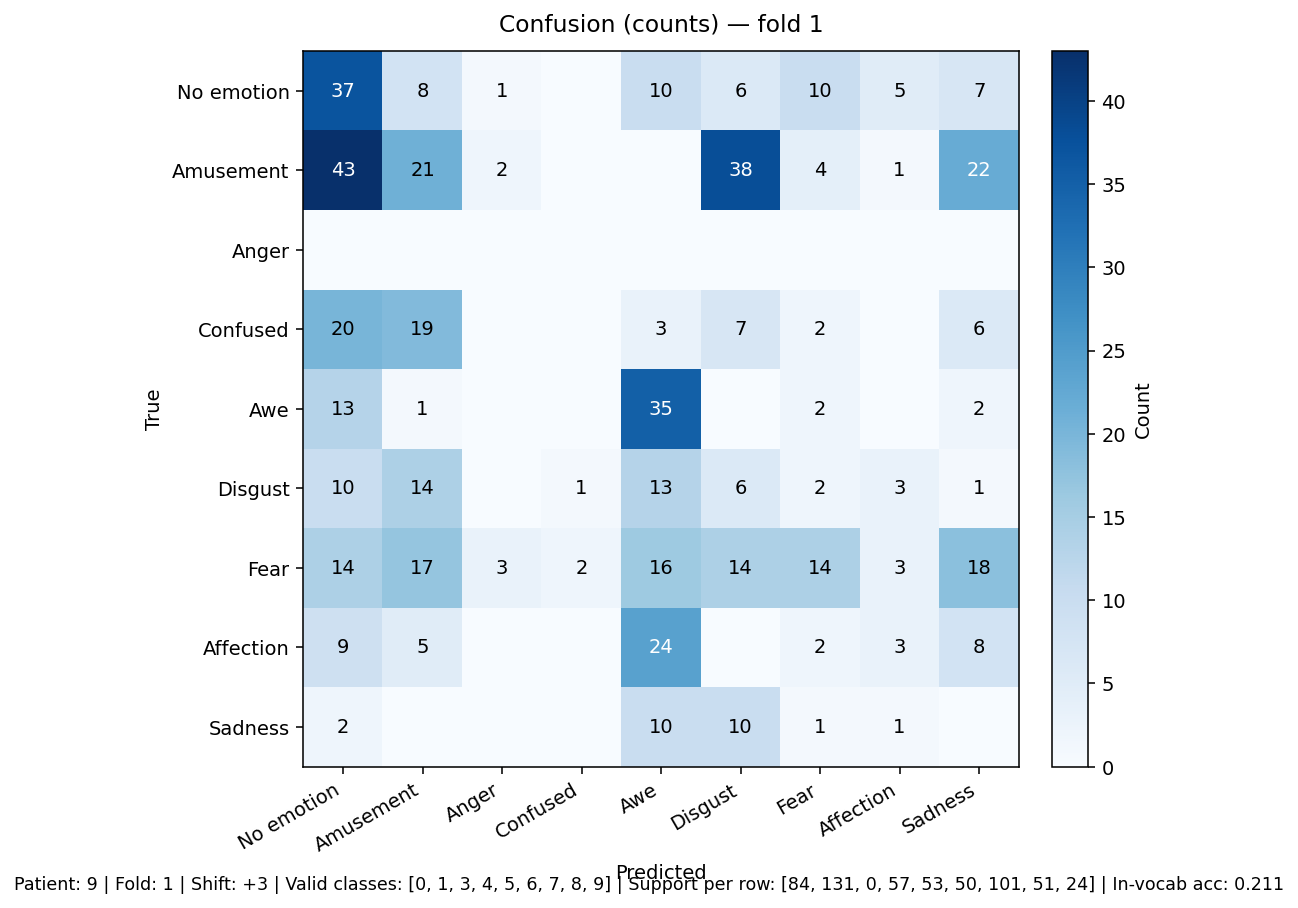 Confusion (counts) — fold 1
No emotion 37 8 1 10 6 10 5 7
Amusement 43 21 2 38 4 1 22
Anger
Confused 20 19 3 7 2 6
Awe 13 1 35 2 2
Disgust 10 14 1 13 6 2 3 1
Fear 14 17 3 2 16 14 14 3 18
Affection 9 5 24 2 3 8
Sadness 2 10 10 1 1
True
No emotion Amusement Anger Confused Awe Disgust Fear Affection Sadness
Predicted
40
35
30
25
20
15
10
5
0
Count
Patient: 9 | Fold: 1 | Shift: +3 | Valid classes: [0, 1, 3, 4, 5, 6, 7, 8, 9] | Support per row: [84, 131, 0, 57, 53, 50, 101, 51, 24] | In-vocab acc: 0.211